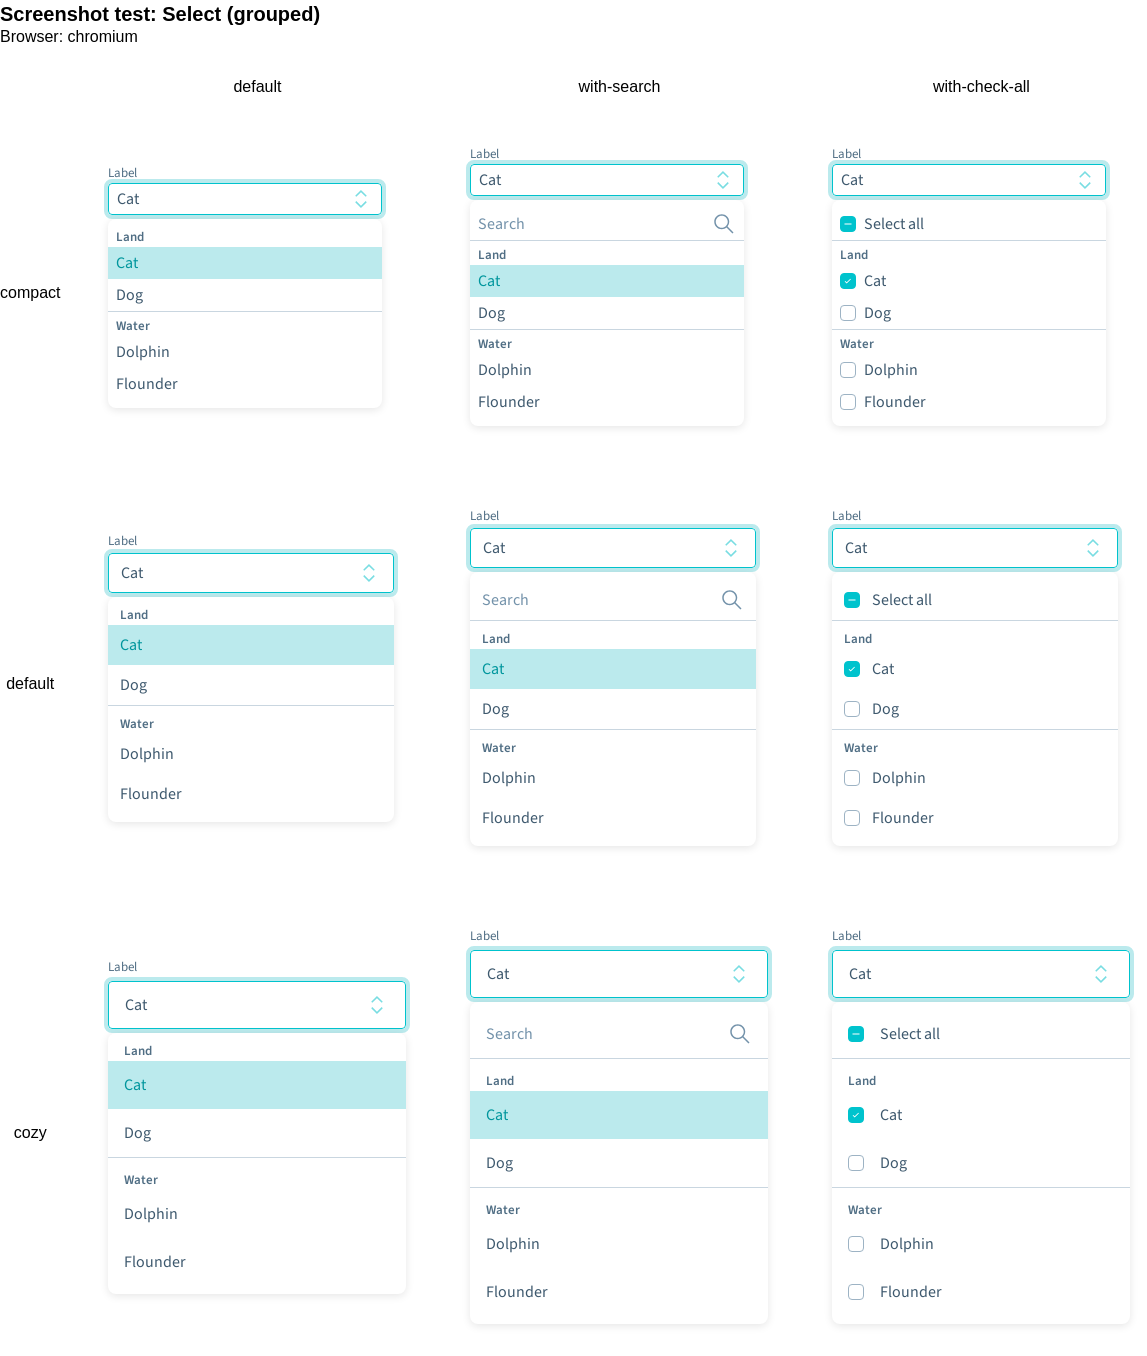 Screenshot test: Select (grouped)
Browser: chromium
default
with-search
with-check-all
compact
Label
Cat
Land
Cat
Dog
Water
Dolphin
Flounder
Label
Cat
Search
Land
Cat
Dog
Water
Dolphin
Flounder
Label
Cat
Select all
Land
Cat
Dog
Water
Dolphin
Flounder
default
Label
Cat
Land
Cat
Dog
Water
Dolphin
Flounder
Label
Cat
Search
Land
Cat
Dog
Water
Dolphin
Flounder
Label
Cat
Select all
Land
Cat
Dog
Water
Dolphin
Flounder
cozy
Label
Cat
Land
Cat
Dog
Water
Dolphin
Flounder
Label
Cat
Search
Land
Cat
Dog
Water
Dolphin
Flounder
Label
Cat
Select all
Land
Cat
Dog
Water
Dolphin
Flounder